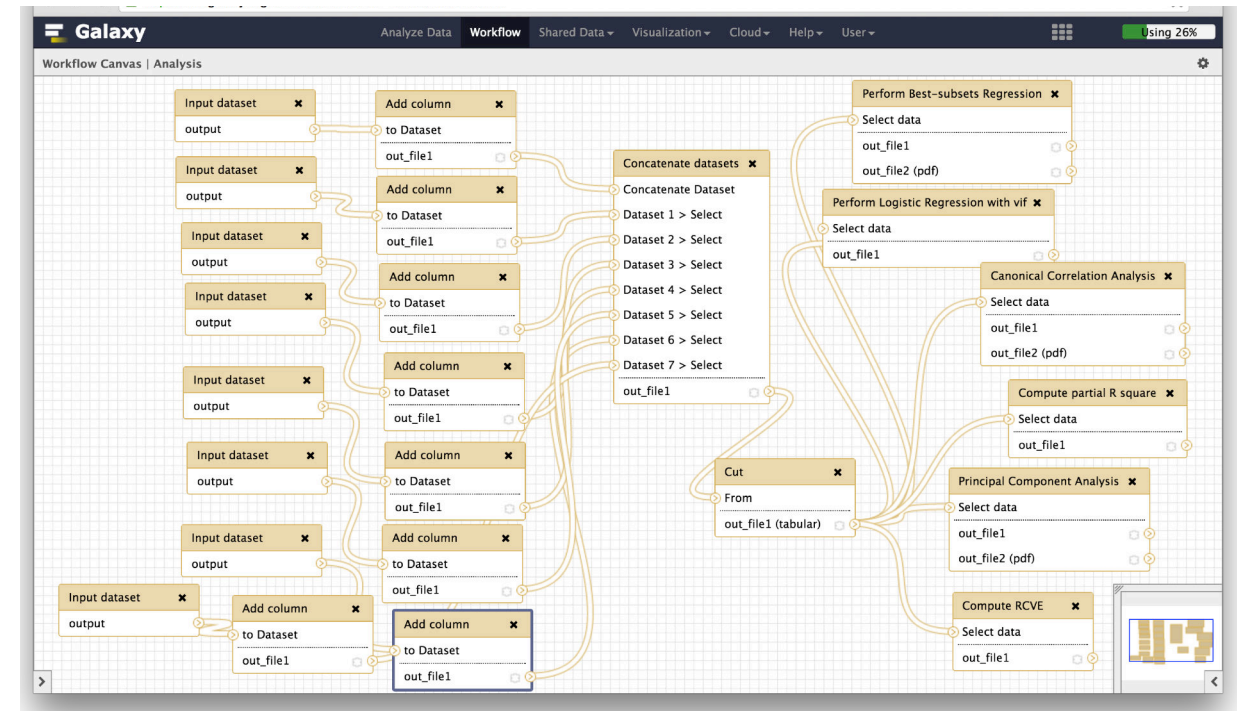 Galaxy
Analyze Data Workflow Shared Data Visualization Cloud Help User
Using 26%
Workflow Canvas | Analysis
Input dataset
output
Input dataset
output
Input dataset
output
Input dataset
output
Input dataset
output
Input dataset
output
Input dataset
output
Input dataset
output
Add column
to Dataset
out_file1
Add column
to Dataset
out_file1
Add column
to Dataset
out_file1
Add column
to Dataset
out_file1
Add column
to Dataset
out_file1
Add column
to Dataset
out_file1
Add column
to Dataset
out_file1
Add column
to Dataset
out_file1
Concatenate datasets
Concatenate Dataset
Dataset 1 > Select
Dataset 2 > Select
Dataset 3 > Select
Dataset 4 > Select
Dataset 5 > Select
Dataset 6 > Select
Dataset 7 > Select
out_file1
Cut
From
out_file1 (tabular)
Perform Best-subsets Regression
Select data
out_file1
out_file2 (pdf)
Perform Logistic Regression with vif
Select data
out_file1
Canonical Correlation Analysis
Select data
out_file1
out_file2 (pdf)
Compute partial R square
Select data
out_file1
Principal Component Analysis
Select data
out_file1
out_file2 (pdf)
Compute RCVE
Select data
out_file1